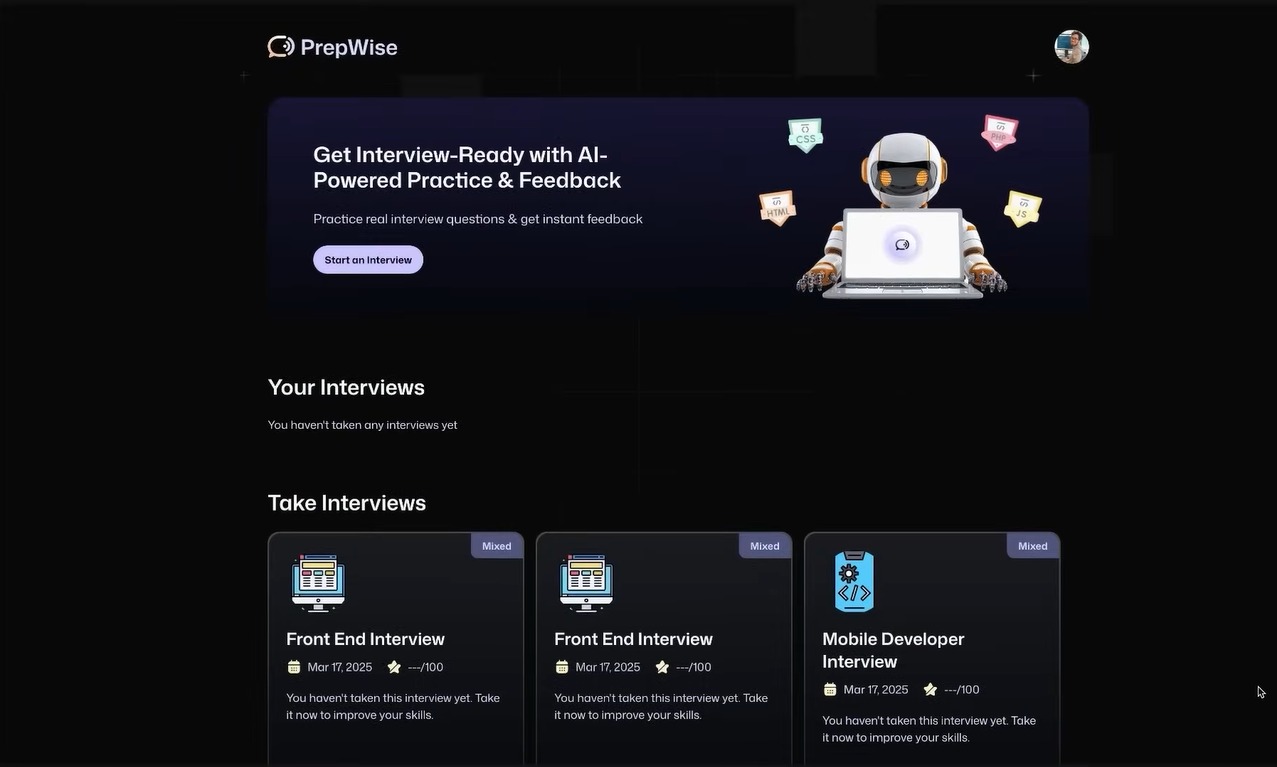 PrepWise
Get Interview-Ready with AI-
Powered Practice & Feedback
Practice real interview questions & get instant feedback
Start an Interview
CSS
PHP
HTML
JS
Your Interviews
You haven't taken any interviews yet
Take Interviews
Mixed
Front End Interview
Mar 17, 2025 ---/100
You haven't taken this interview yet. Take
it now to improve your skills.
Mixed
Front End Interview
Mar 17, 2025 ---/100
You haven't taken this interview yet. Take
it now to improve your skills.
Mixed
Mobile Developer
Interview
Mar 17, 2025 ---/100
You haven't taken this interview yet. Take
it now to improve your skills.